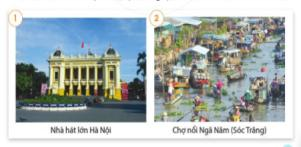 1
2
Nhà hát lớn Hà Nội
Chợ nổi Ngã Năm (Sóc Trăng)